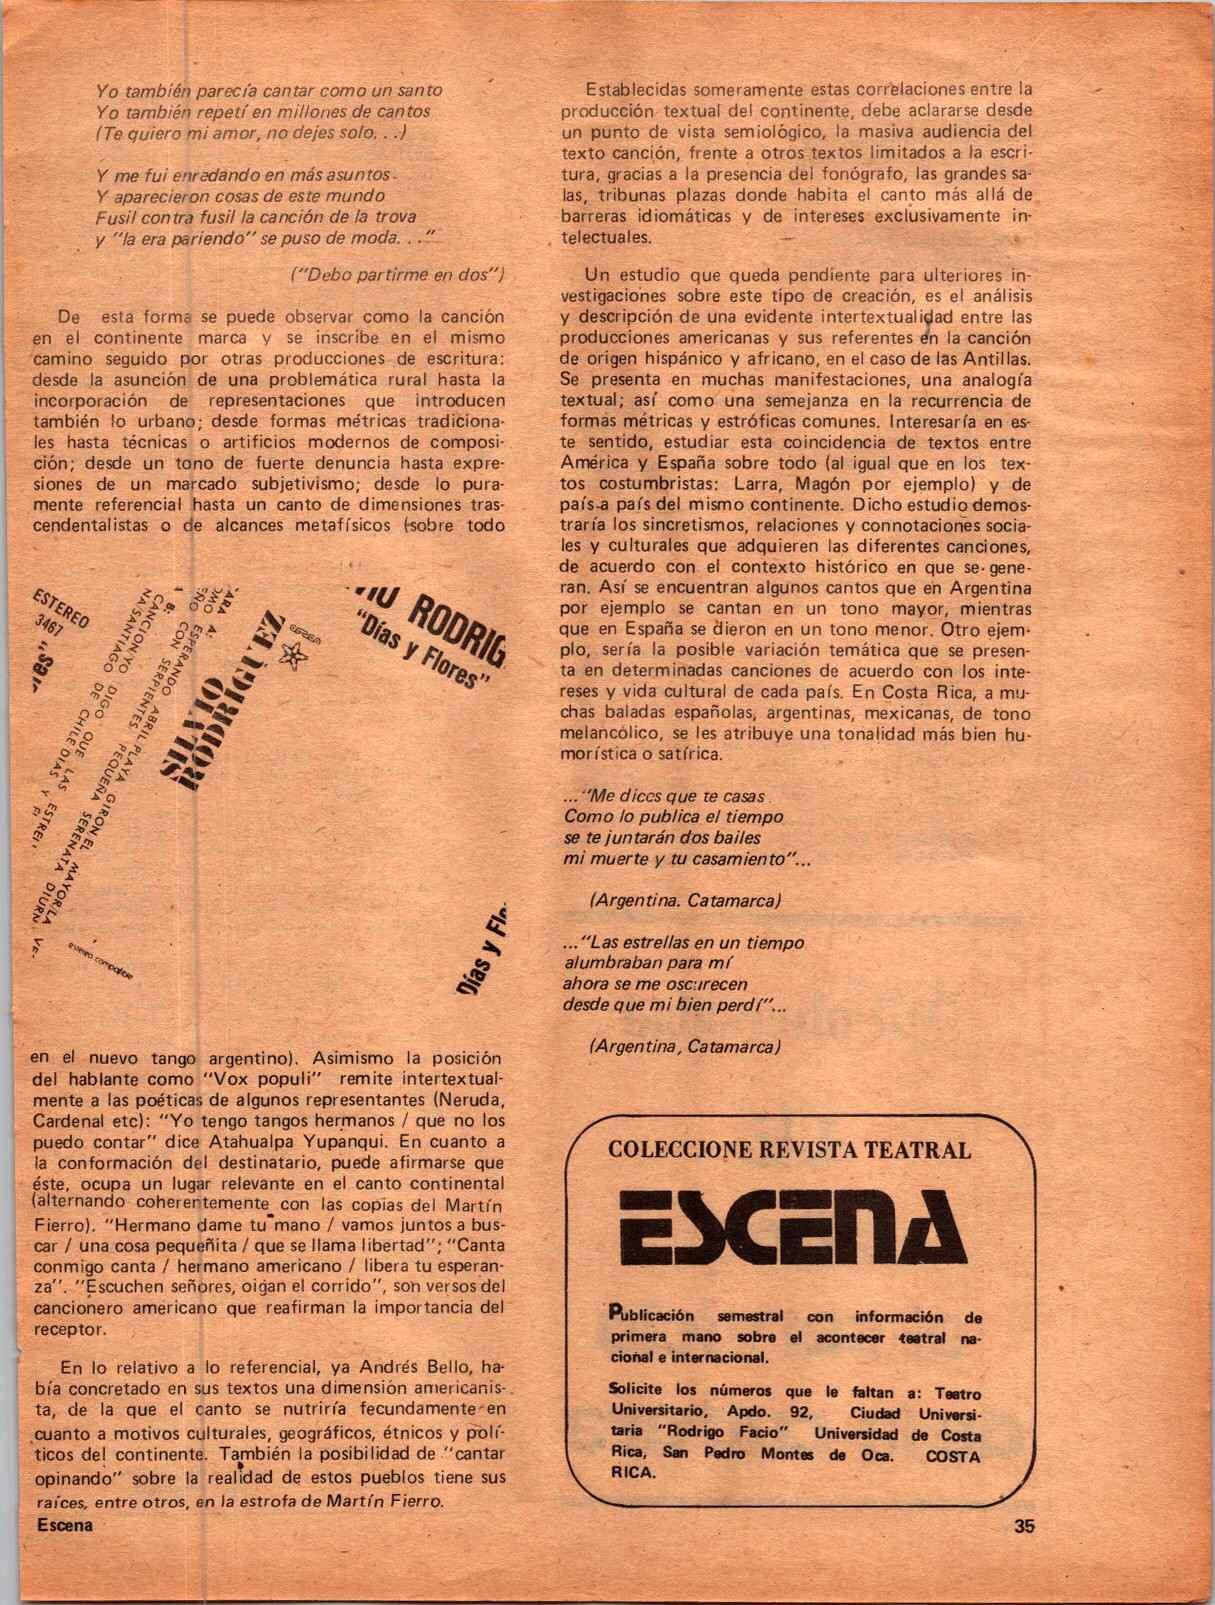 Yo también parecía cantar como un santo
Yo también repetí en millones de cantos
(Te quiero mi amor, no dejes solo. . .)
Y me fui enredando en más asuntos
Y aparecieron cosas de este mundo
Fusil contra fusil la canción de la trova
y "la era pariendo" se puso de moda. . ."
("Debo partirme en dos")
De esta forma se puede observar como la canción
en el continente marca y se inscribe en el mismo
camino seguido por otras producciones de escritura:
desde la asunción de una problemática rural hasta la
incorporación de representaciones que introducen
también lo urbano; desde formas métricas tradiciona-
les hasta técnicas o artificios modernos de composi-
ción; desde un tono de fuerte denuncia hasta expre-
siones de un marcado subjetivismo; desde lo pura-
mente referencial hasta un canto de dimensiones tras-
cendentalistas o de alcances metafísicos (sobre todo
ESTEREO
3467
SILVIO
RODRIGUEZ
RODRIG
"Días y Flores"
CANCION YO DIGO QUE LAS ESTREL
NA SANTIAGO DE CHILE DIAS Y F
ESPERANDO ABRIL PLAYA GIRON EL MAYOR/LA
CON SERPIENTES PEQUEÑA SERENATA DIURN
estereo compatible
Días y Flo
en el nuevo tango argentino). Asimismo la posición
del hablante como "Vox populi" remite intertextual-
mente a las poéticas de algunos representantes (Neruda,
Cardenal etc): "Yo tengo tangos hermanos / que no los
puedo contar" dice Atahualpa Yupanqui. En cuanto a
la conformación del destinatario, puede afirmarse que
éste, ocupa un lugar relevante en el canto continental
(alternando coherentemente con las copias del Martín
Fierro). "Hermano dame tu mano / vamos juntos a bus-
car / una cosa pequeñita / que se llama libertad"; "Canta
conmigo canta / hermano americano / libera tu esperan-
za". "Escuchen señores, oigan el corrido", son versos del
cancionero americano que reafirman la importancia del
receptor.
En lo relativo a lo referencial, ya Andrés Bello, ha-
bía concretado en sus textos una dimensión americanis-
ta, de la que el canto se nutriría fecundamente en
cuanto a motivos culturales, geográficos, étnicos y polí-
ticos del continente. También la posibilidad de "cantar
opinando" sobre la realidad de estos pueblos tiene sus
raíces, entre otros, en la estrofa de Martín Fierro.
Establecidas someramente estas correlaciones entre la
producción textual del continente, debe aclararse desde
un punto de vista semiológico, la masiva audiencia del
texto canción, frente a otros textos limitados a la escri-
tura, gracias a la presencia del fonógrafo, las grandes sa-
las, tribunas plazas donde habita el canto más allá de
barreras idiomáticas y de intereses exclusivamente in-
telectuales.
Un estudio que queda pendiente para ulteriores in-
vestigaciones sobre este tipo de creación, es el análisis
y descripción de una evidente intertextualidad entre las
producciones americanas y sus referentes en la canción
de origen hispánico y africano, en el caso de las Antillas.
Se presenta en muchas manifestaciones, una analogía
textual; así como una semejanza en la recurrencia de
formas métricas y estróficas comunes. Interesaría en es-
te sentido, estudiar esta coincidencia de textos entre
América y España sobre todo (al igual que en los tex-
tos costumbristas: Larra, Magón por ejemplo) y de
país a país del mismo continente. Dicho estudio demos-
traría los sincretismos, relaciones y connotaciones socia-
les y culturales que adquieren las diferentes canciones,
de acuerdo con el contexto histórico en que se gene-
ran. Así se encuentran algunos cantos que en Argentina
por ejemplo se cantan en un tono mayor, mientras
que en España se dieron en un tono menor. Otro ejem-
plo, sería la posible variación temática que se presen-
ta en determinadas canciones de acuerdo con los inte-
reses y vida cultural de cada país. En Costa Rica, a mu-
chas baladas españolas, argentinas, mexicanas, de tono
melancólico, se les atribuye una tonalidad más bien hu-
morística o satírica.
..."Me dices que te casas
Como lo publica el tiempo
se te juntarán dos bailes
mi muerte y tu casamiento"...
(Argentina. Catamarca)
..."Las estrellas en un tiempo
alumbraban para mí
ahora se me oscurecen
desde que mi bien perdí"...
(Argentina, Catamarca)
COLECCIONE REVISTA TEATRAL
ESCENA
Publicación semestral con información de
primera mano sobre el acontecer teatral na-
cional e internacional.
Solicite los números que le faltan a: Teatro
Universitario, Apdo. 92, Ciudad Universi-
taria "Rodrigo Facio" Universidad de Costa
Rica, San Pedro Montes de Oca. COSTA
RICA.
Escena
35